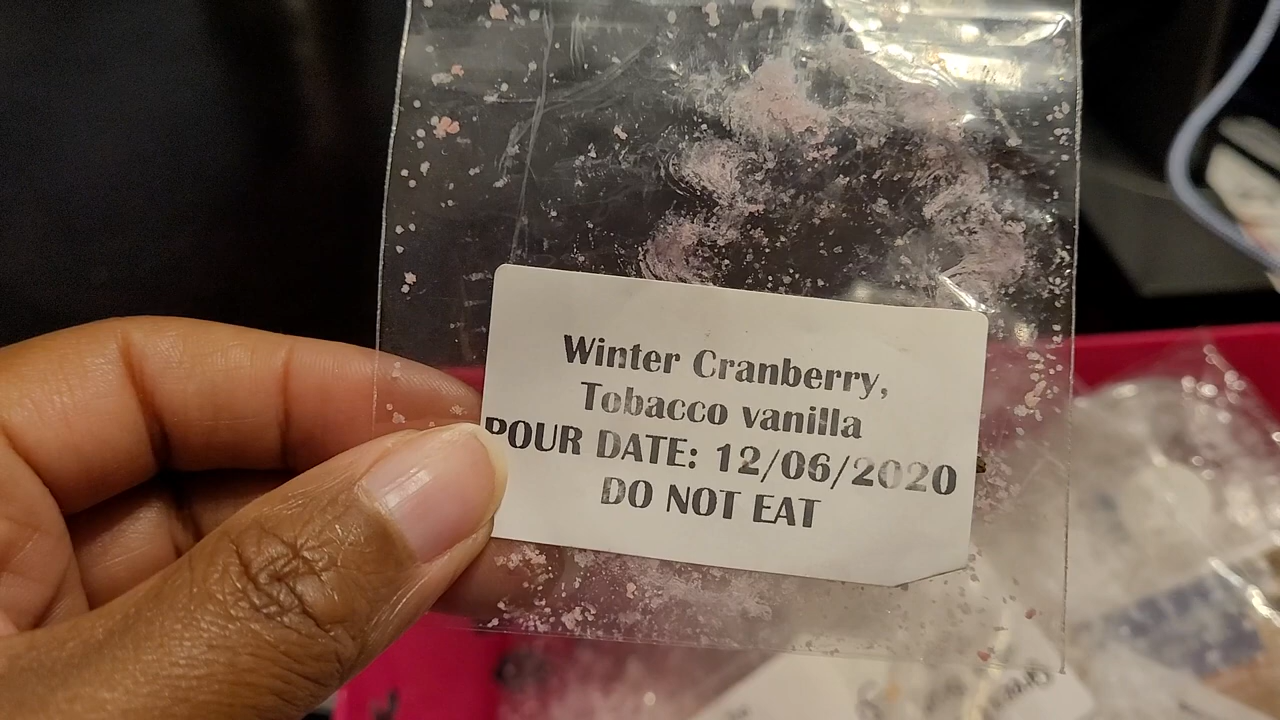 Winter Cranberry,
Tobacco vanilla
POUR DATE: 12/06/2020
DO NOT EAT